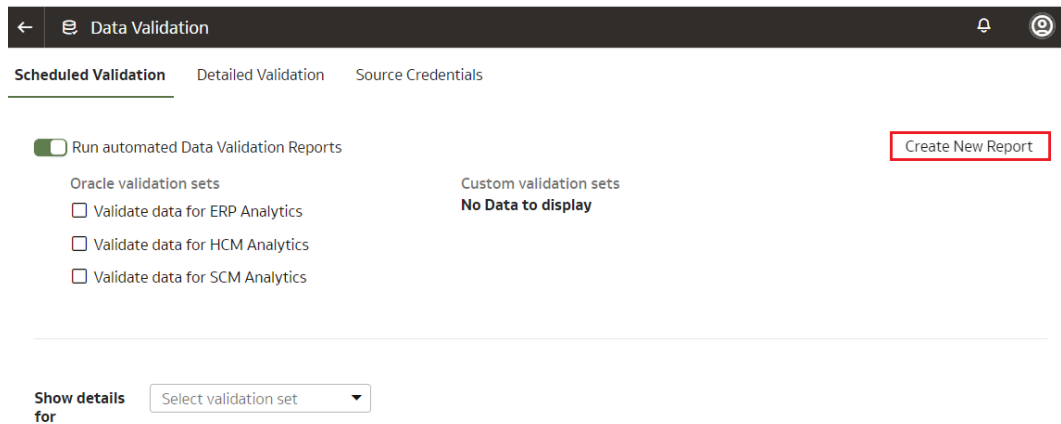 Data Validation
Scheduled Validation Detailed Validation Source Credentials
Run automated Data Validation Reports Create New Report
Oracle validation sets Custom validation sets
Validate data for ERP Analytics No Data to display
Validate data for HCM Analytics
Validate data for SCM Analytics
Show details Select validation set
for